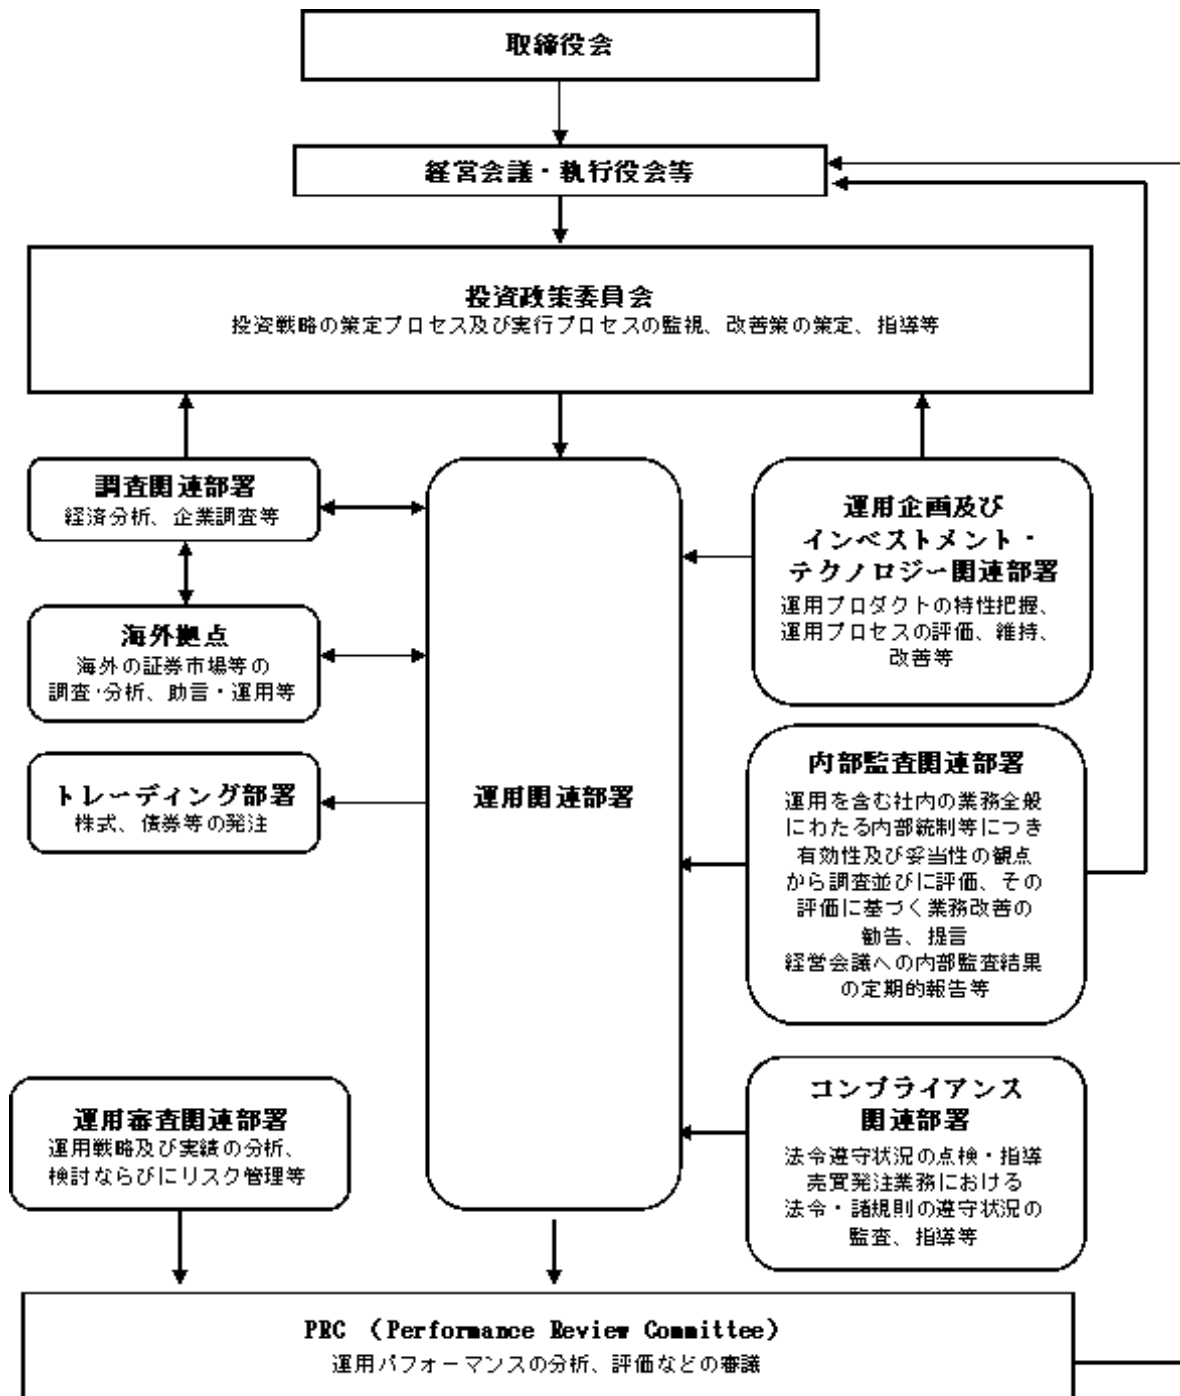 取締役会
経営会議・執行役会等
投資政策委員会
投資戦略の策定プロセス及び実行プロセスの監視、改善策の策定、指導等
調査関連部署
経済分析、企業調査等
海外拠点
海外の証券市場等の
調査・分析、助言・運用等
トレーディング部署
株式、債券等の発注
運用関連部署
運用企画及び
インベストメント・
テクノロジー関連部署
運用プロダクトの特性把握、
運用プロセスの評価、維持、
改善等
内部監査関連部署
運用を含む社内の業務全般
にわたる内部統制等につき
有効性及び妥当性の観点
から調査並びに評価、その
評価に基づく業務改善の
勧告、提言
経営会議への内部監査結果
の定期的報告等
コンプライアンス
関連部署
法令遵守状況の点検・指導
売買発注業務における
法令・諸規則の遵守状況の
監査、指導等
運用審査関連部署
運用戦略及び実績の分析、
検討ならびにリスク管理等
PRC （Performance Review Committee）
運用パフォーマンスの分析、評価などの審議